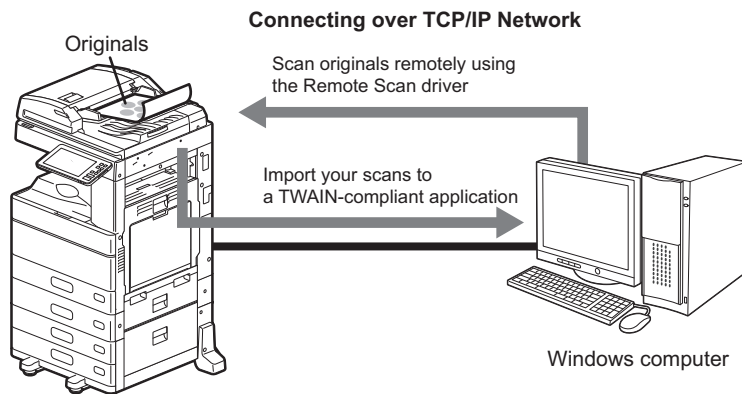 Connecting over TCP/IP Network
Originals
Scan originals remotely using
the Remote Scan driver
Import your scans to
a TWAIN-compliant application
Windows computer